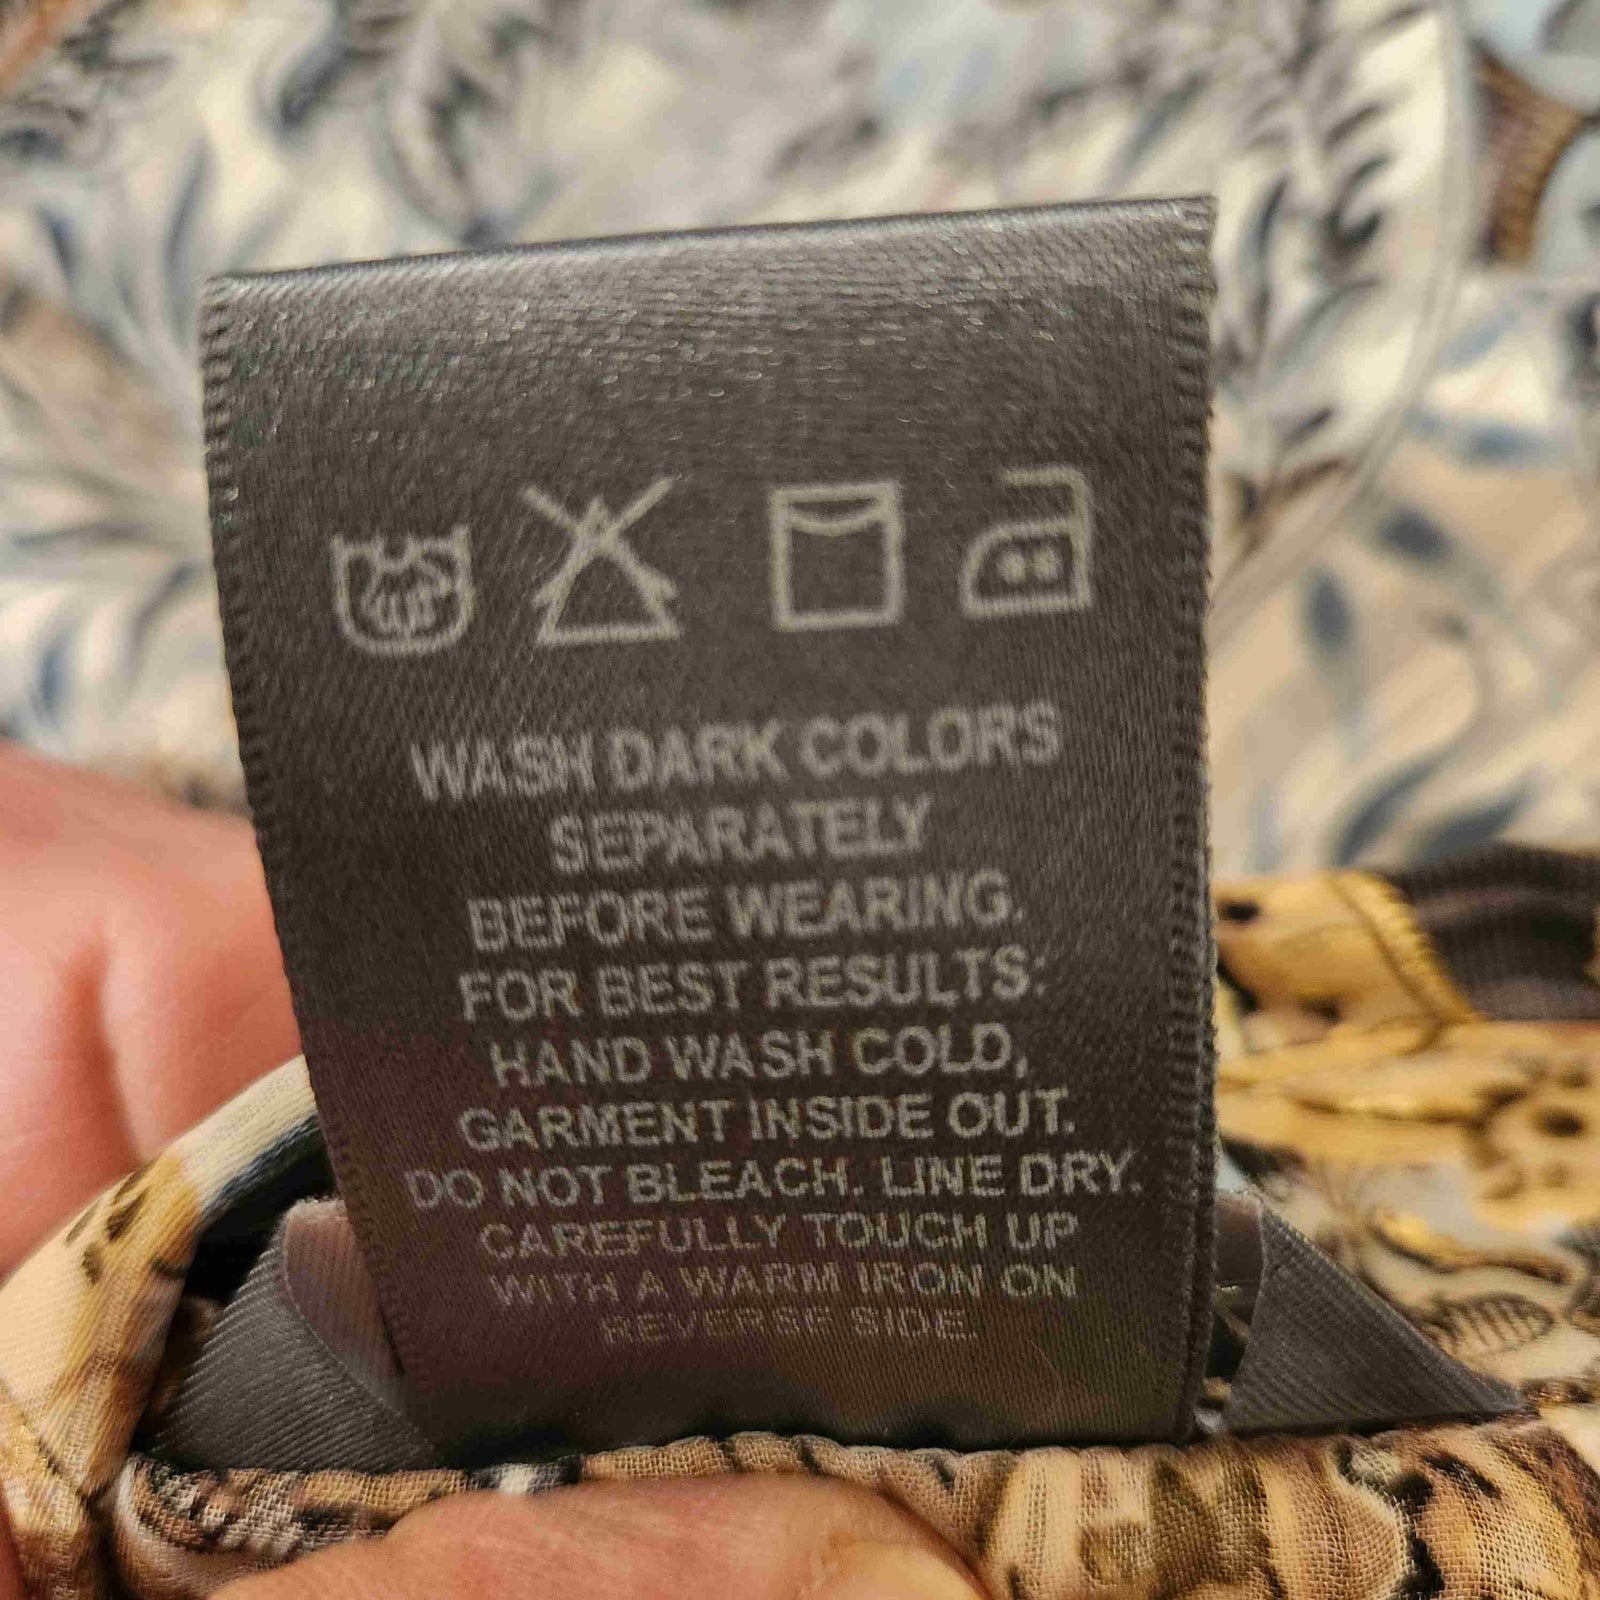 WASH DARK COLORS
SEPARATELY
BEFORE WEARING.
FOR BEST RESULTS:
HAND WASH COLD,
GARMENT INSIDE OUT.
DO NOT BLEACH. LINE DRY.
CAREFULLY TOUCH UP
WITH A WARM IRON ON
REVERSE SIDE.